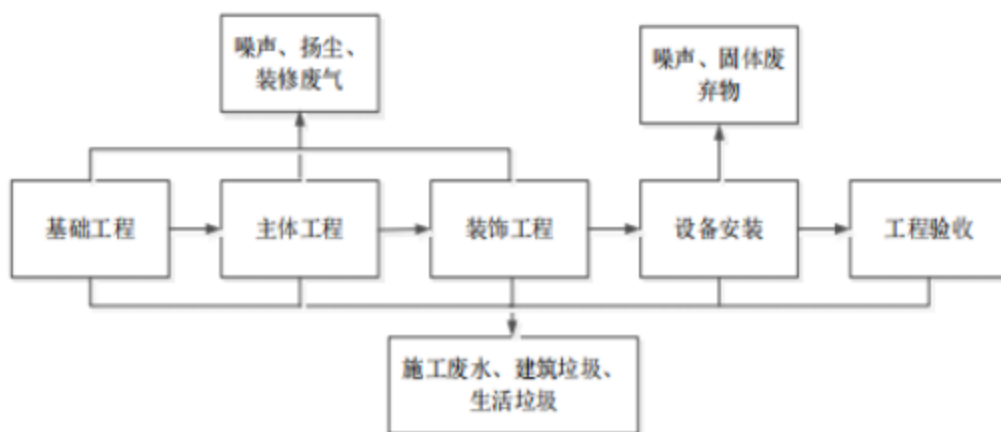 噪声、扬尘、
装修废气
噪声、固体废
弃物
基础工程
主体工程
装饰工程
设备安装
工程验收
施工废水、建筑垃圾、
生活垃圾